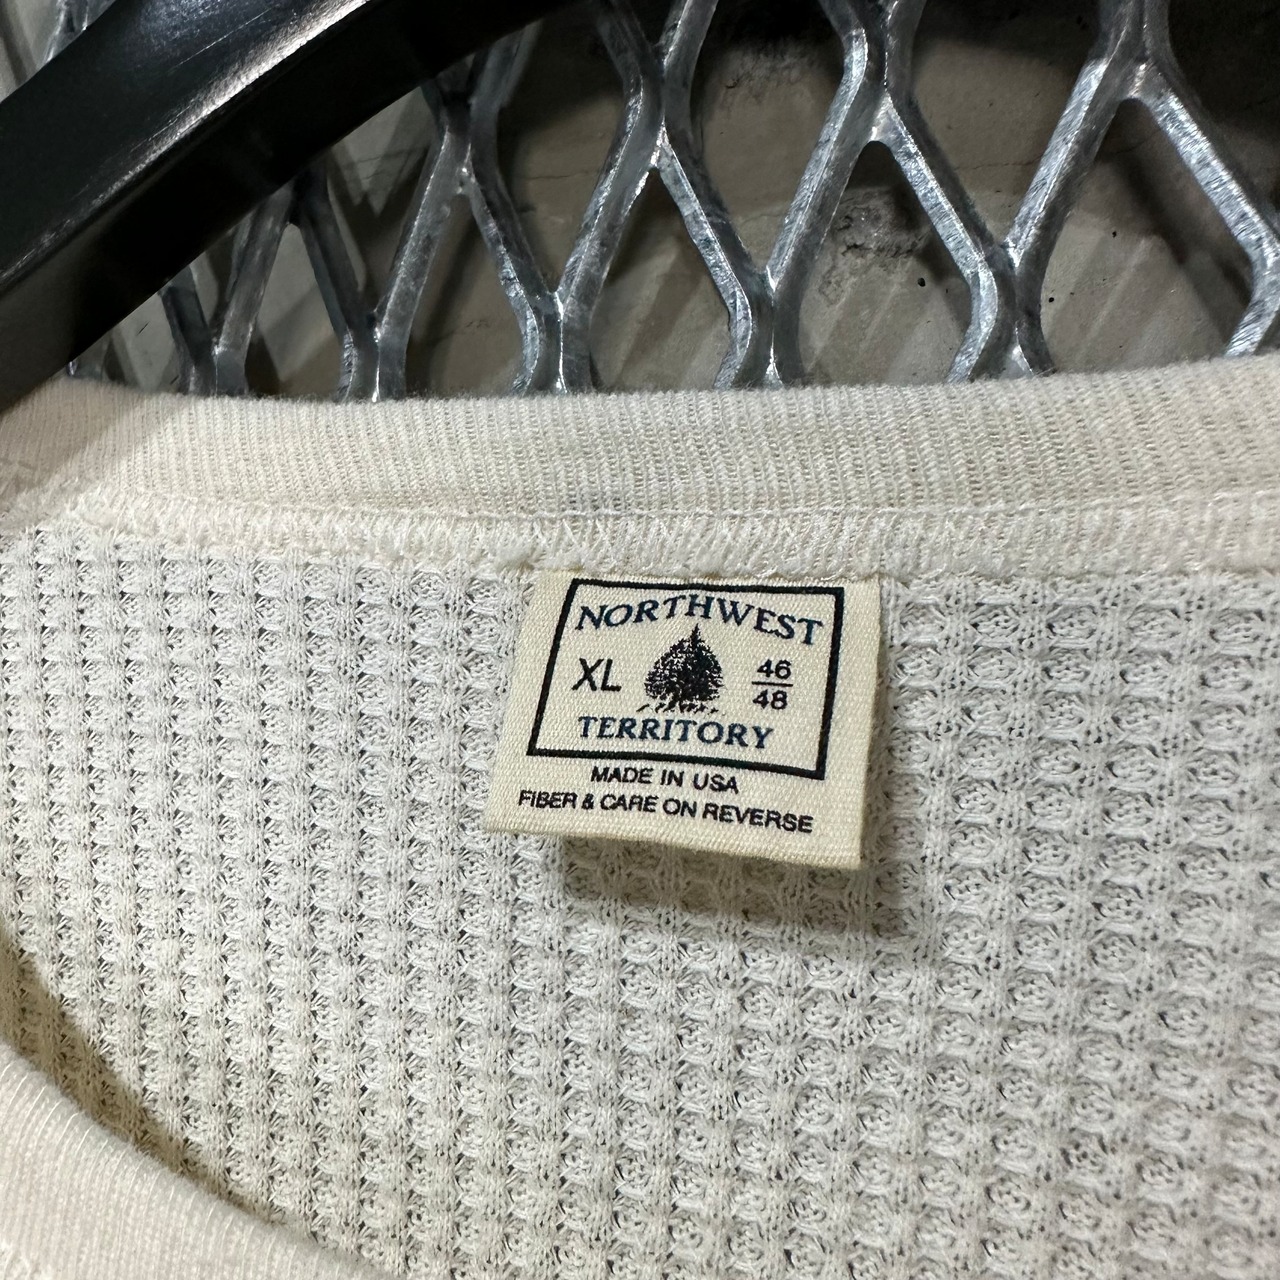 NORTHWEST
XL 46/48
TERRITORY
MADE IN USA
FIBER & CARE ON REVERSE